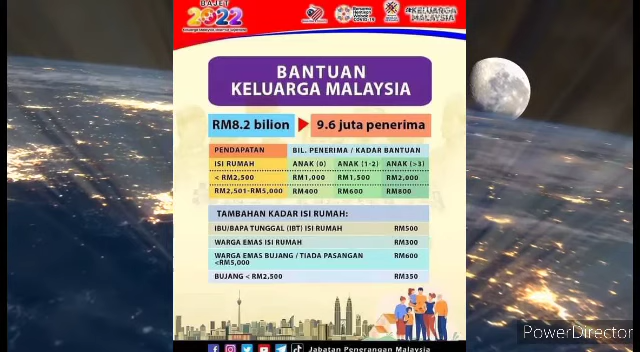 BAJET
2022
KELUARGA
MALAYSIA
BANTUAN
KELUARGA MALAYSIA
RM8.2 bilion 9.6 juta penerima
PENDAPATAN BIL. PENERIMA / KADAR BANTUAN
ISI RUMAH ANAK (0) ANAK (1-2) ANAK (>3)
< RM2,500 RM1,000 RM1,500 RM2,000
RM2,501-RM5,000 RM400 RM600 RM800
TAMBAHAN KADAR ISI RUMAH:
IBU/BAPA TUNGGAL (IBT) ISI RUMAH RM500
WARGA EMAS ISI RUMAH RM300
WARGA EMAS BUJANG / TIADA PASANGAN RM600
<RM5,000
BUJANG < RM2,500 RM350
PowerDirector
Jabatan Penerangan Malaysia